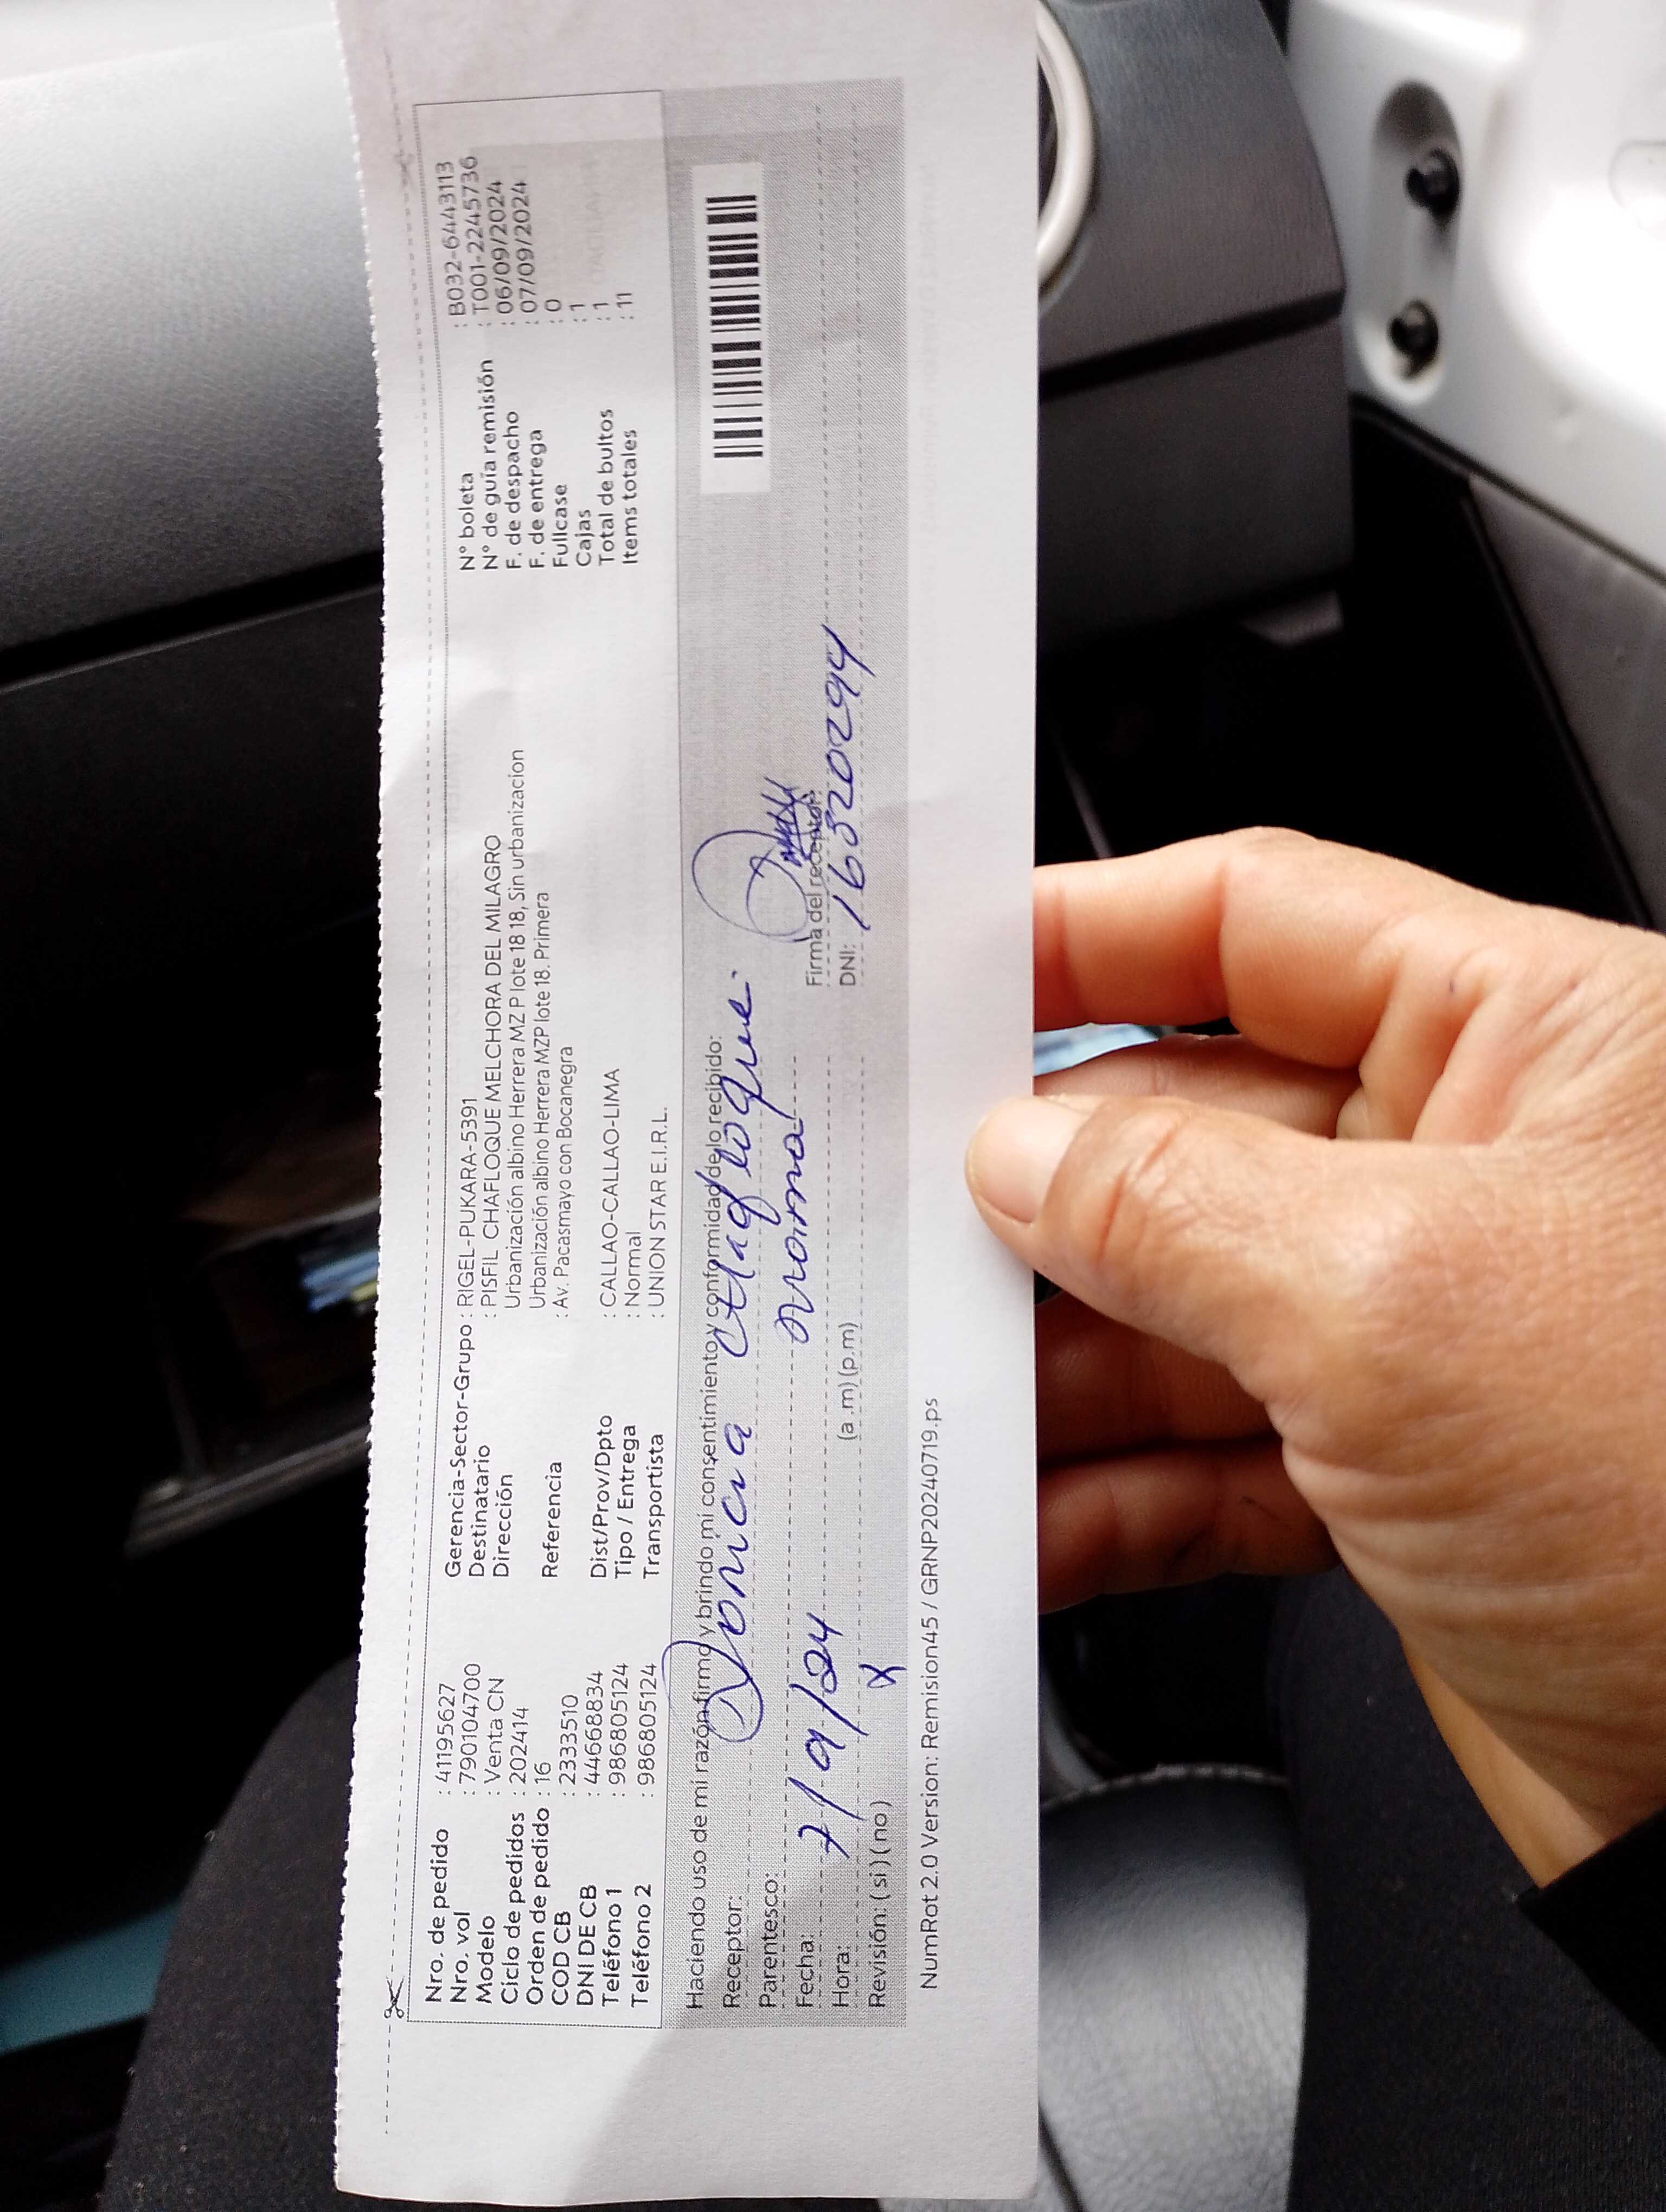 Nro. de pedido : 41195627
Nro. val : 790104700
Modelo : Venta CN
Ciclo de pedidos : 202414
Orden de pedido : 16
COD CB : 2333510
DNI DE CB : 44668834
Teléfono 1 : 986805124
Teléfono 2 : 986805124
Gerencia-Sector-Grupo : RIGEL-PUKARA-5391
Destinatario : PISFIL CHAFLOQUE MELCHORA DEL MILAGRO
Dirección Urbanización albino Herrera MZ P lote 18 18, Sin urbanizacion
Urbanización albino Herrera MZP lote 18. Primera
Referencia : Av. Pacasmayo con Bocanegra
Dist/Prov/Dpto : CALLAO-CALLAO-LIMA
Tipo / Entrega : Normal
Transportista : UNION STAR E.I.R.L.
N° boleta : B032-6443113
N° de guía remisión : T001-2245736
F. de despacho : 06/09/2024
F. de entrega : 07/09/2024
Fullcase : 0
Cajas : 1
Total de bultos : 1
Items totales : 11
Haciendo uso de mi razón firmo y brindo mi consentimiento y conformidad de lo recibido:
Receptor: Chafloque
Parentesco: mama
Fecha: 7/9/24
Firma del receptor:
Hora: (a.m)(p.m)
DNI:
Revisión: (si)(no) X
NumRot 2.0 Version: Remision45 / GRNP20240719.ps